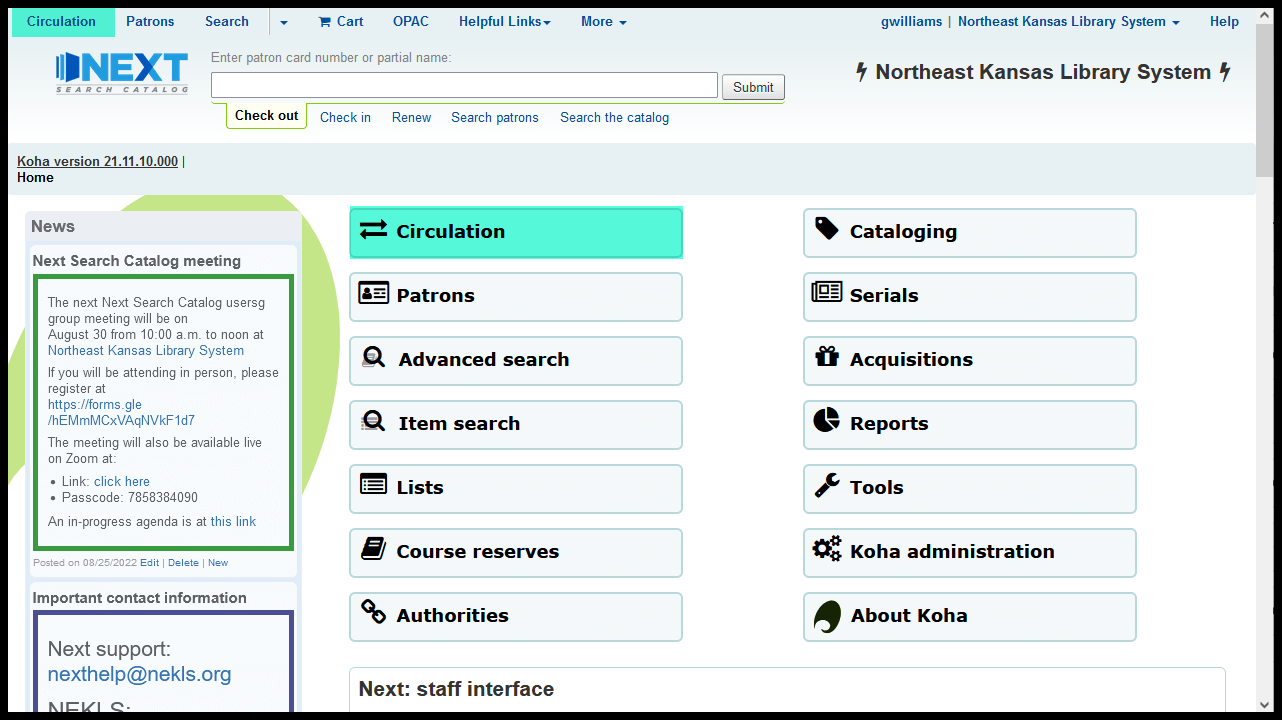 Circulation Patrons Search Cart OPAC Helpful Links More gwilliams | Northeast Kansas Library System Help
NEXT
SEARCH CATALOG
Enter patron card number or partial name:
Submit
Northeast Kansas Library System
Check out Check in Renew Search patrons Search the catalog
Koha version 21.11.10.000 |
Home
News
Next Search Catalog meeting
The next Next Search Catalog usersg
group meeting will be on
August 30 from 10:00 a.m. to noon at
Northeast Kansas Library System
If you will be attending in person, please
register at
https://forms.gle
/hEMmMCxVAqNVkF1d7
The meeting will also be available live
on Zoom at:
• Link: click here
• Passcode: 7858384090
An in-progress agenda is at this link
Posted on 08/25/2022 Edit | Delete | New
Important contact information
Next support:
nexthelp@nekls.org
NEKLS:
Circulation
Patrons
Advanced search
Item search
Lists
Course reserves
Authorities
Cataloging
Serials
Acquisitions
Reports
Tools
Koha administration
About Koha
Next: staff interface